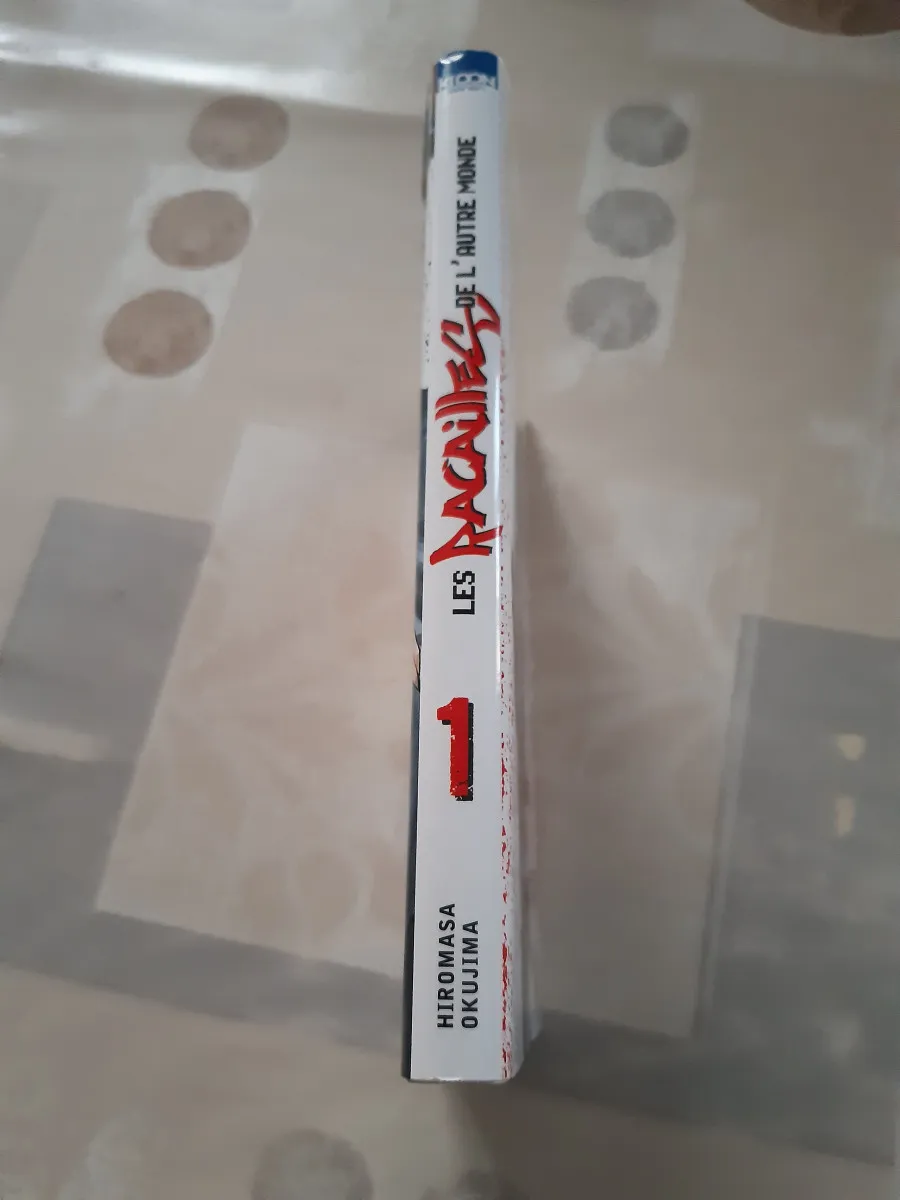 HIROMASA
OKUJIMA
1
LES RACAILLES DE L'AUTRE MONDE